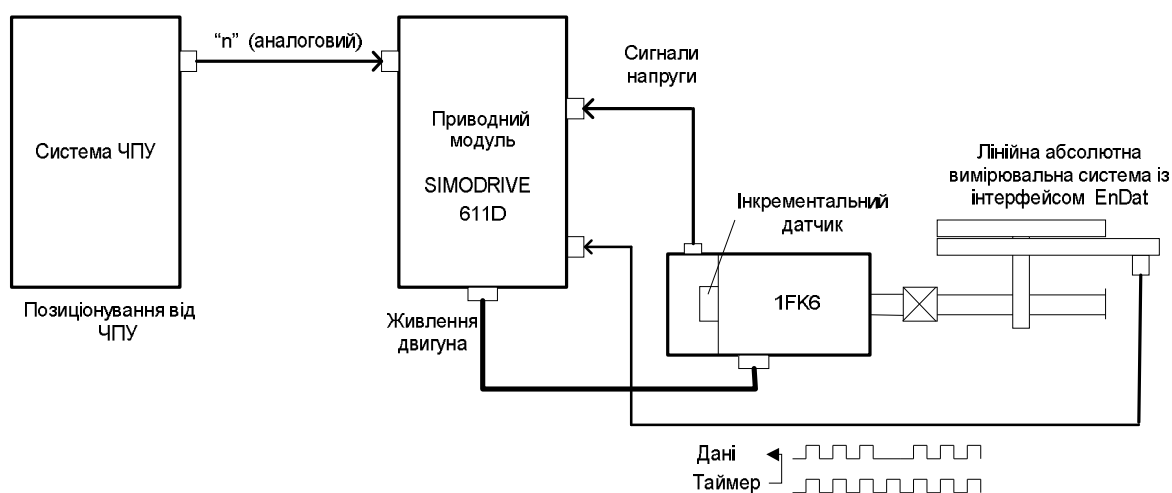 “n” (аналоговий)
Система ЧПУ
Позиціонування від
ЧПУ
Приводний
модуль
SIMODRIVE
611D
Живлення
двигуна
Сигнали
напруги
Інкрементальний
датчик
1FK6
Лінійна абсолютна
вимірювальна система із
інтерфейсом EnDat
Дані
Таймер